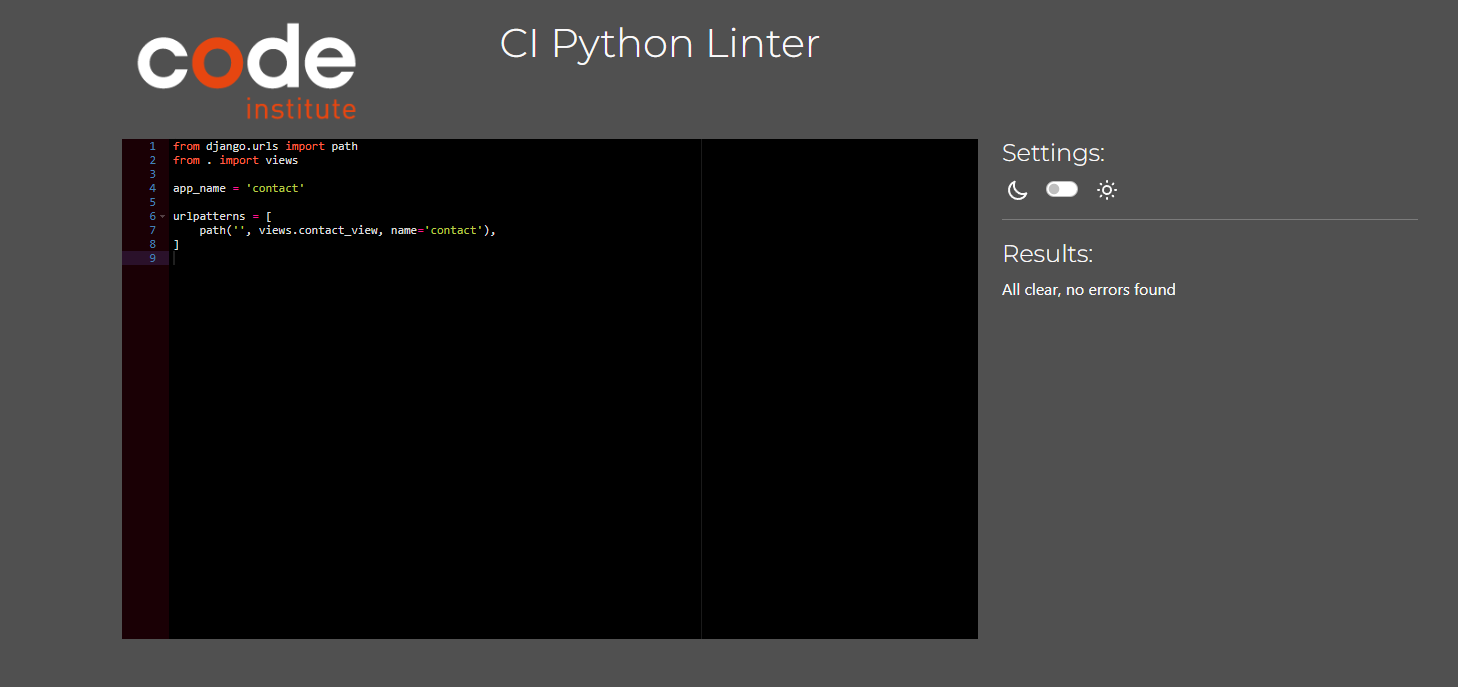 code
institute
CI Python Linter
1 from django.urls import path
2 from . import views
3
4 app_name = 'contact'
5
6 urlpatterns = [
7     path('', views.contact_view, name='contact'),
8 ]
9
Settings:
Results:
All clear, no errors found